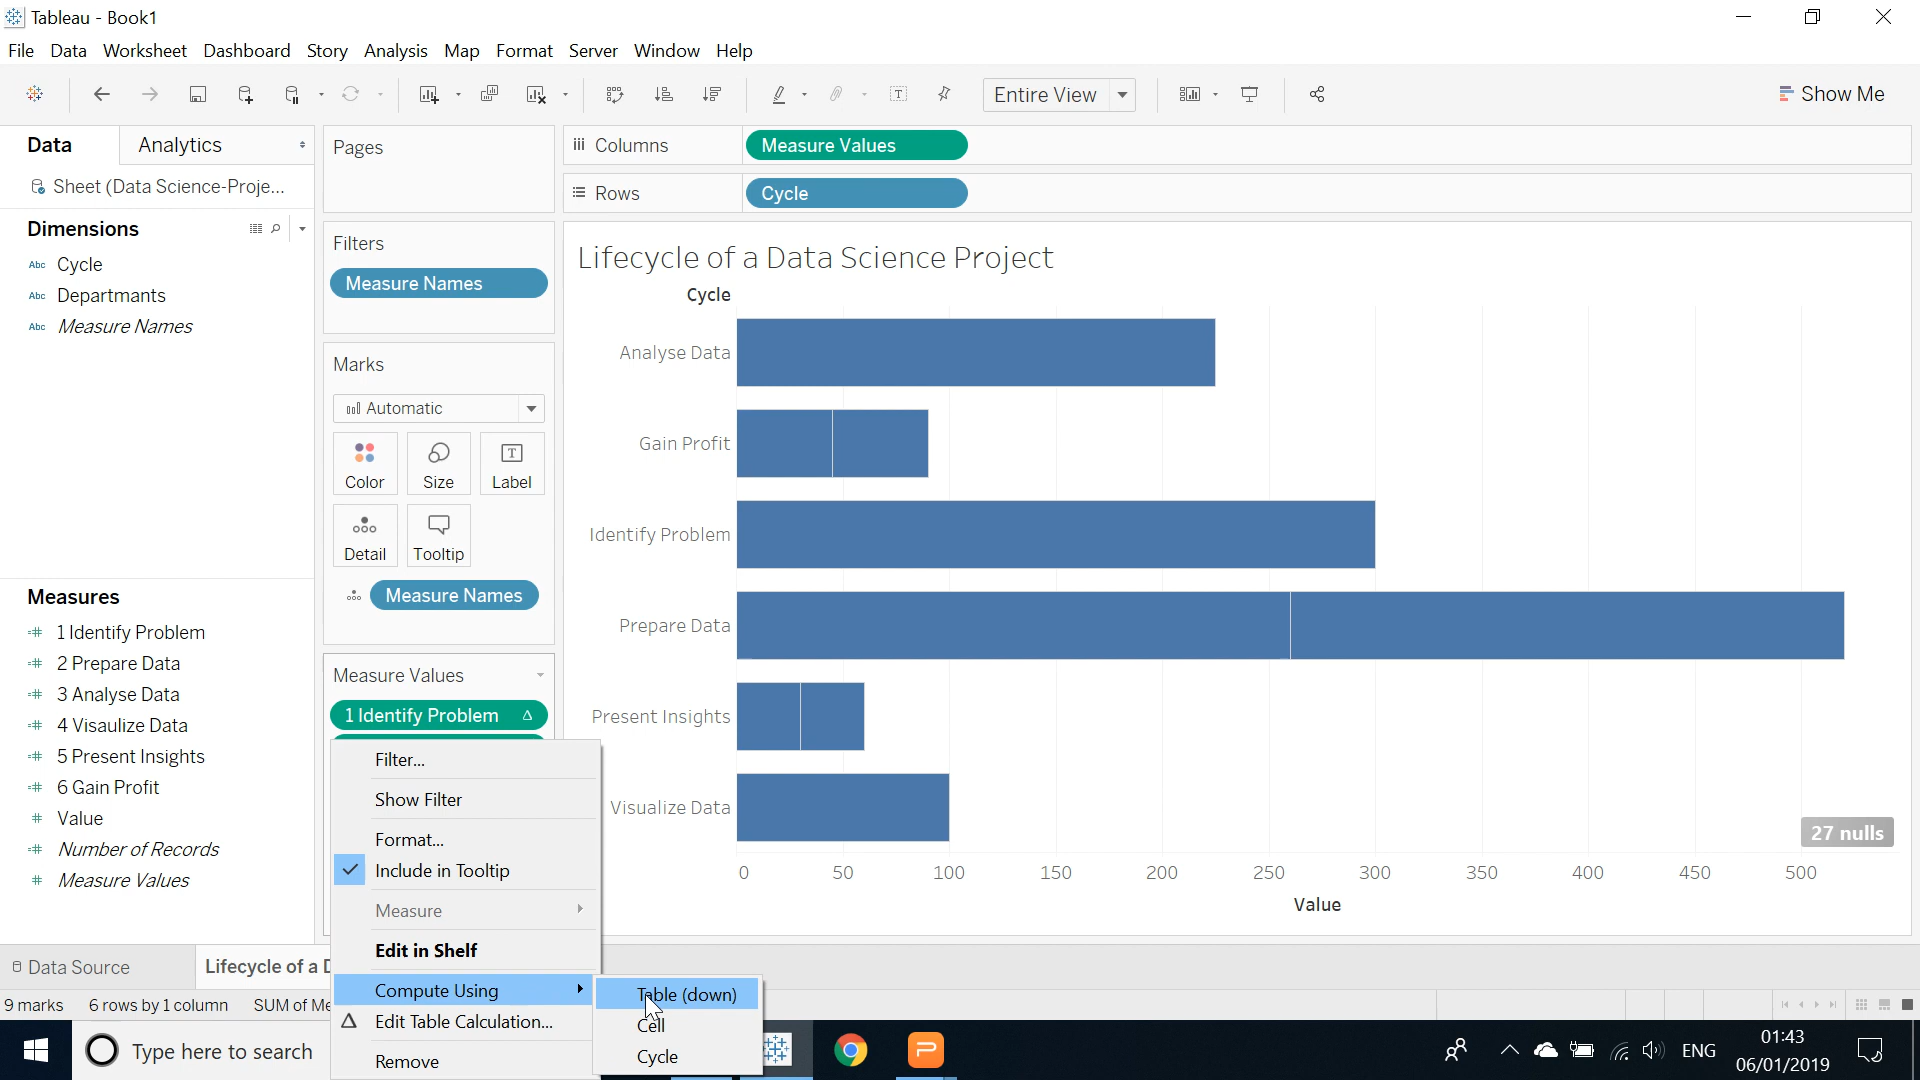 Tableau - Book1
File Data Worksheet Dashboard Story Analysis Map Format Server Window Help
Entire View
Show Me
Data
Analytics
Sheet (Data Science-Proje...
Dimensions
Abc Cycle
Abc Departmants
Abc Measure Names
Measures
1 Identify Problem
2 Prepare Data
3 Analyse Data
4 Visaulize Data
5 Present Insights
6 Gain Profit
Value
Number of Records
Measure Values
Pages
Filters
Measure Names
Marks
Automatic
Color
Size
Label
Detail
Tooltip
Measure Names
Measure Values
1 Identify Problem
Filter...
Show Filter
Format...
Include in Tooltip
Measure
Edit in Shelf
Compute Using
Edit Table Calculation...
Remove
Table (down)
Cell
Cycle
Columns
Measure Values
Rows
Cycle
Lifecycle of a Data Science Project
Cycle
Analyse Data
Gain Profit
Identify Problem
Prepare Data
Present Insights
Visualize Data
27 nulls
0 50 100 150 200 250 300 350 400 450 500
Value
Data Source
Lifecycle of a
9 marks 6 rows by 1 column SUM of
Type here to search
ENG
01:43
06/01/2019